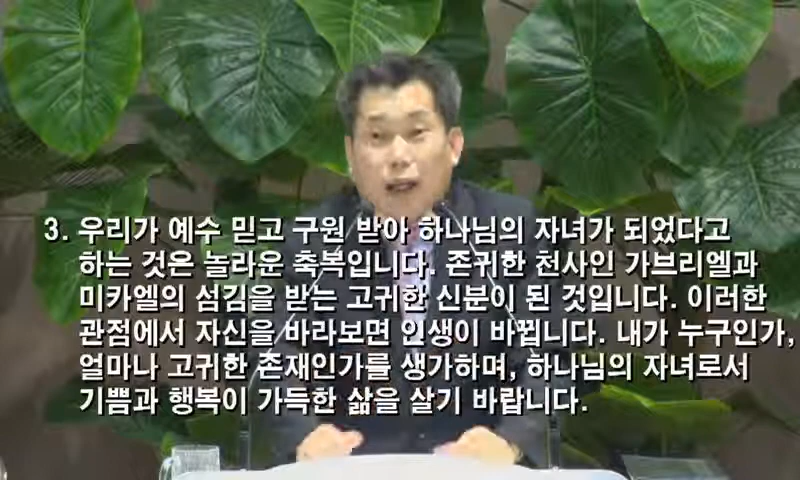 3. 우리가 예수 믿고 구원 받아 하나님의 자녀가 되었다고
하는 것은 놀라운 축복입니다. 존귀한 천사인 가브리엘과
미카엘의 섬김을 받는 고귀한 신분이 된 것입니다. 이러한
관점에서 자신을 바라보면 인생이 바뀝니다. 내가 누구인가,
얼마나 고귀한 존재인가를 생가하며, 하나님의 자녀로서
기쁨과 행복이 가득한 삶을 살기 바랍니다.